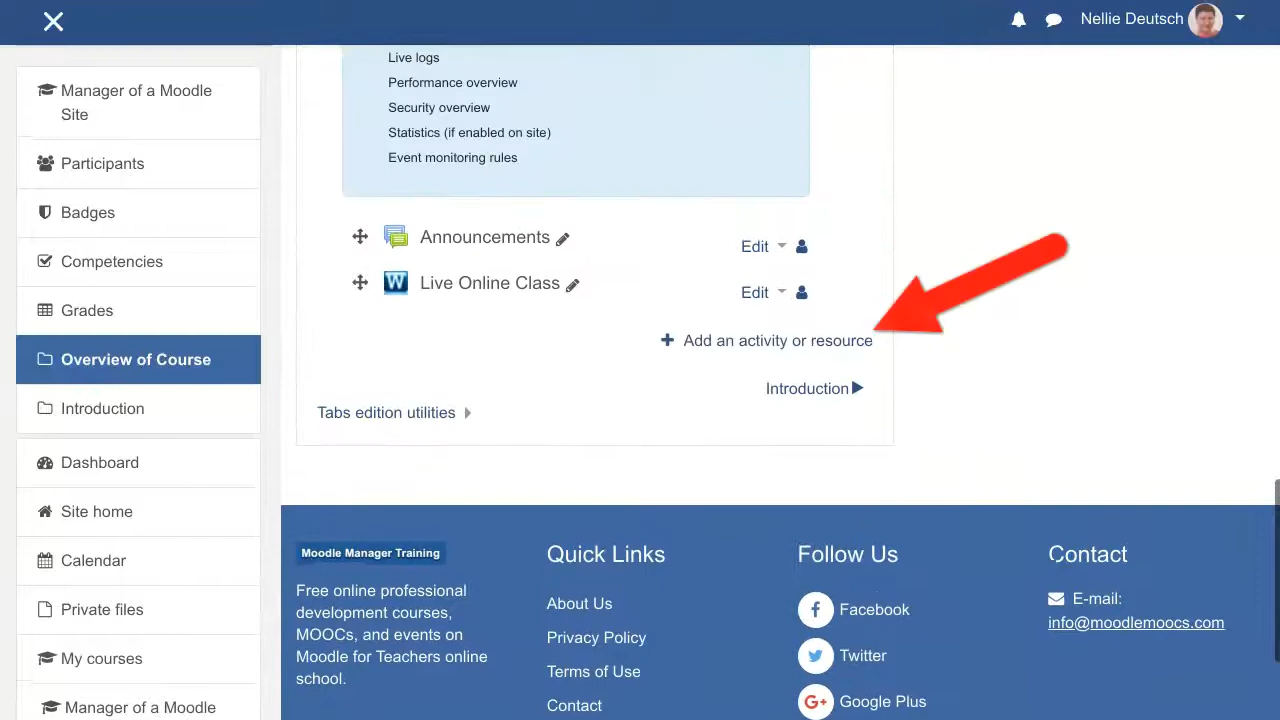 Nellie Deutsch
Manager of a Moodle
Site
Participants
Badges
Competencies
Grades
Overview of Course
Introduction
Dashboard
Site home
Calendar
Private files
My courses
Manager of a Moodle
Live logs
Performance overview
Security overview
Statistics (if enabled on site)
Event monitoring rules
Announcements
Edit
W
Live Online Class
Edit
Add an activity or resource
Introduction
Tabs edition utilities
Moodle Manager Training
Free online professional
development courses,
MOOCs, and events on
Moodle for Teachers online
school.
Quick Links
About Us
Privacy Policy
Terms of Use
Contact
Follow Us
Facebook
Twitter
G+ Google Plus
Contact
E-mail:
info@moodlemoocs.com